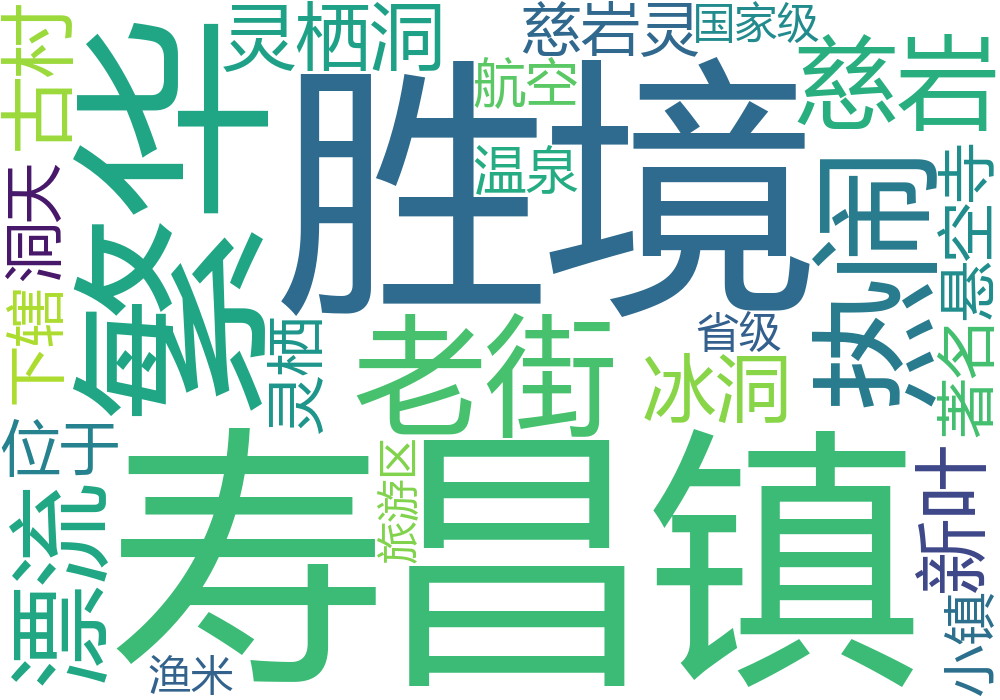 古村
繁华
灵栖洞
慈岩灵
国家级
慈岩
航空
胜境
温泉
洞天
热洞
著名悬空寺
下辖
灵栖
老街
省级
冰洞
位于
寿昌镇
旅游区
漂流
新叶
小镇
渔米